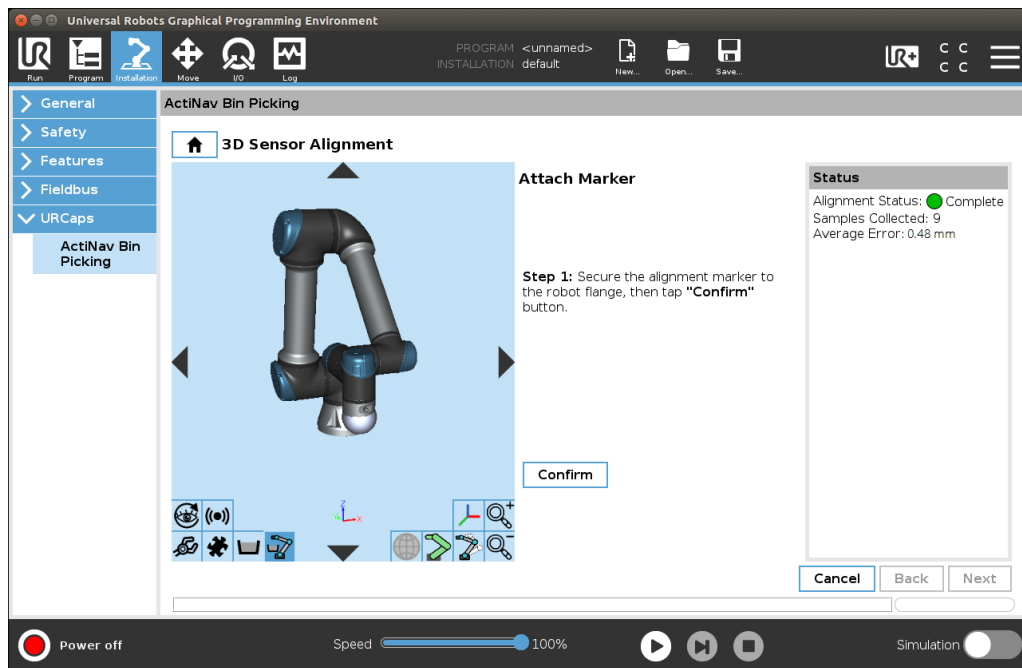 Universal Robots Graphical Programming Environment
PROGRAM <unnamed>
INSTALLATION default
Run
Program
Installation
Move
I/O
Log
New...
Open...
Save...
UR+
C C
C C
General
Safety
Features
Fieldbus
URCaps
ActiNav Bin
Picking
ActiNav Bin Picking
3D Sensor Alignment
Attach Marker
Step 1: Secure the alignment marker to
the robot flange, then tap "Confirm"
button.
Confirm
Z
X
Status
Alignment Status: Complete
Samples Collected: 9
Average Error: 0.48 mm
Cancel
Back
Next
Power off
Speed
100%
Simulation